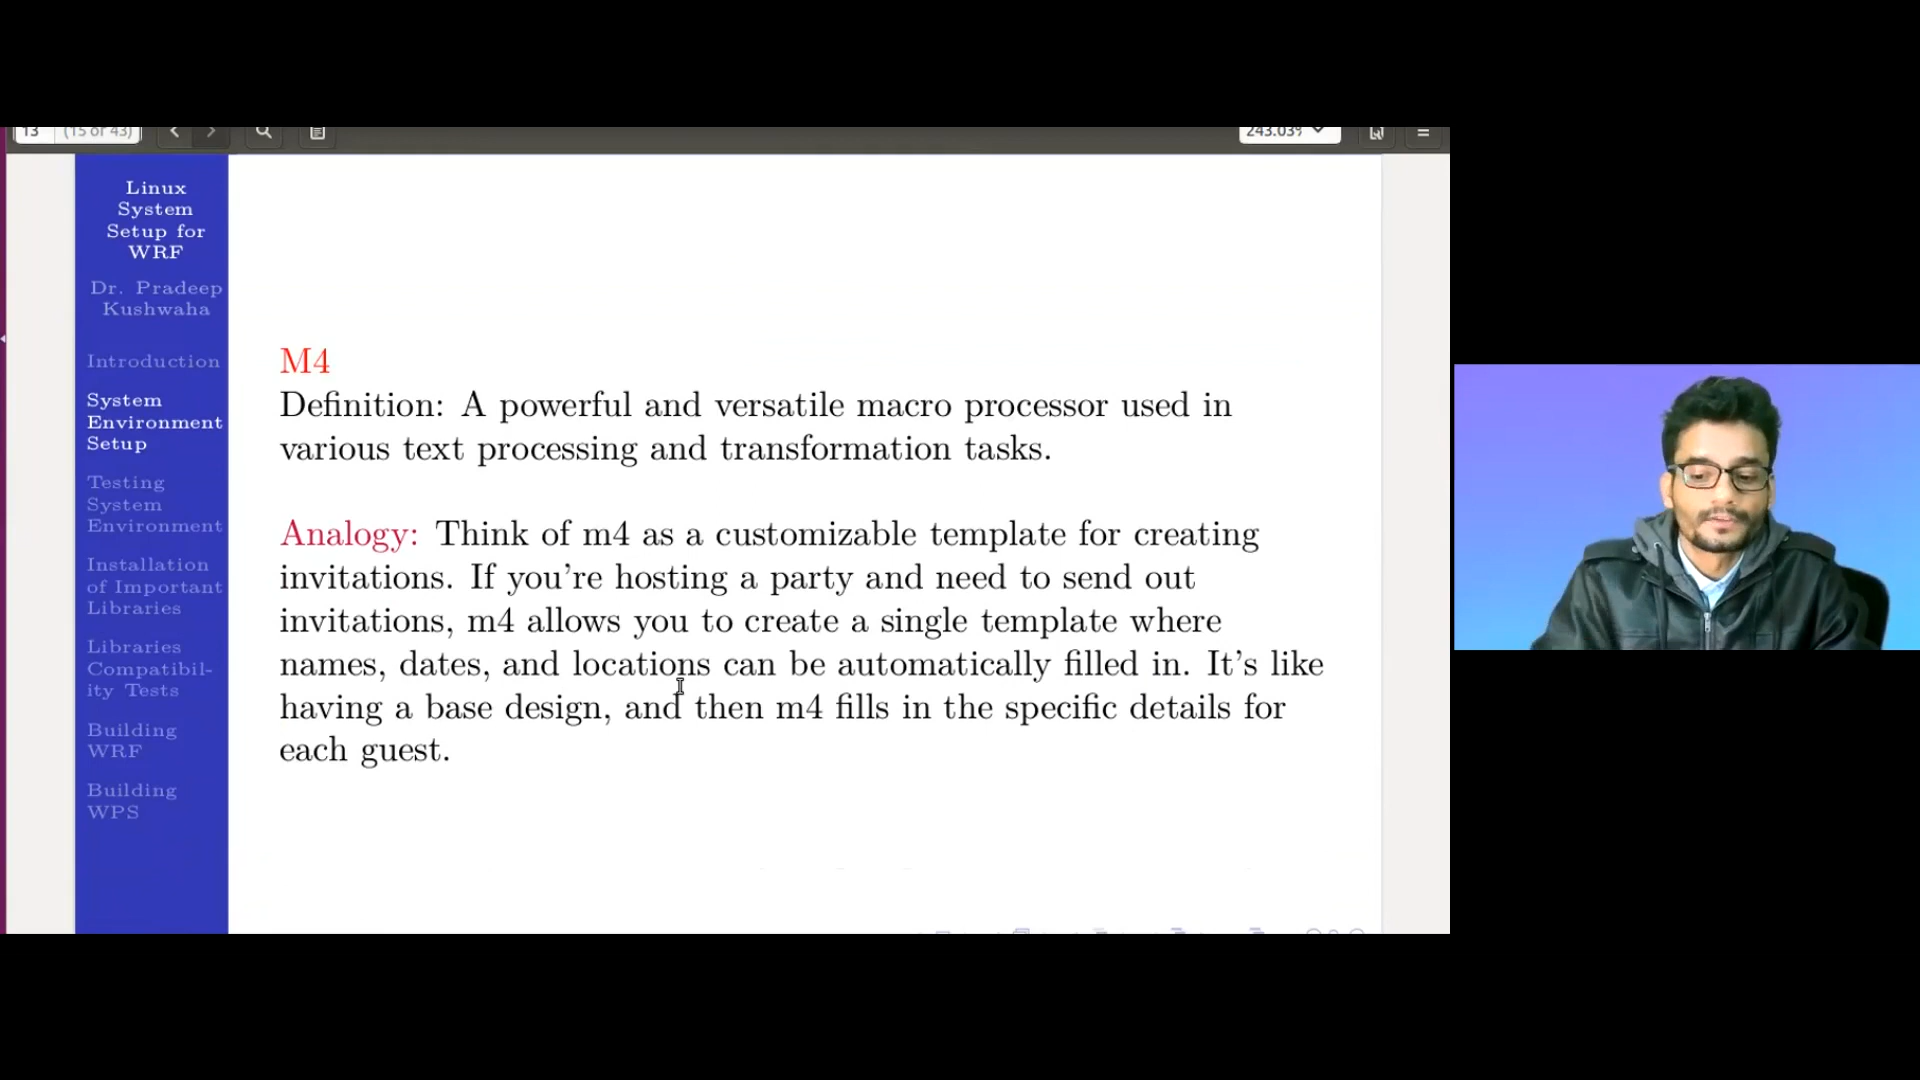 13 (15 of 43)
243.03%
Linux
System
Setup for
WRF
Dr. Pradeep
Kushwaha
Introduction
System
Environment
Setup
Testing
System
Environment
Installation
of Important
Libraries
Libraries
Compatibil-
ity Tests
Building
WRF
Building
WPS
M4
Definition: A powerful and versatile macro processor used in
various text processing and transformation tasks.
Analogy: Think of m4 as a customizable template for creating
invitations. If you're hosting a party and need to send out
invitations, m4 allows you to create a single template where
names, dates, and locations can be automatically filled in. It's like
having a base design, and then m4 fills in the specific details for
each guest.